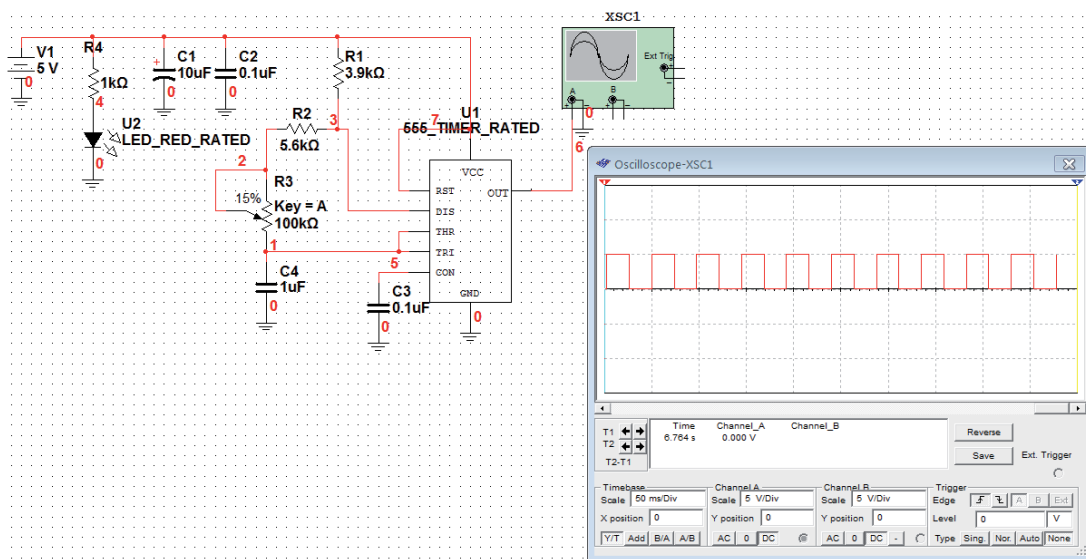 XSC1
V1
5 V
0
R4
1kΩ
4
U2
LED_RED_RATED
0
C1
10uF
0
C2
0.1uF
0
R1
3.9kΩ
3
R2
5.6kΩ
2
R3
15%
Key = A
100kΩ
1
C4
1uF
0
U1
555_TIMER_RATED
7
VCC
RST
DIS
THR
TRI
CON
GND
OUT
5
C3
0.1uF
0
0
6
Ext Trig
A
B
0
Oscilloscope-XSC1
T1
T2
T2-T1
Time Channel_A Channel_B
6.764 s 0.000 V
Reverse
Save
Ext. Trigger
Timebase
Scale 50 ms/Div
X position 0
Y/T Add B/A A/B
Channel A
Scale 5 V/Div
Y position 0
AC 0 DC
Channel B
Scale 5 V/Div
Y position 0
AC 0 DC -
Trigger
Edge A B Ext
Level 0 V
Type Sing. Nor. Auto None